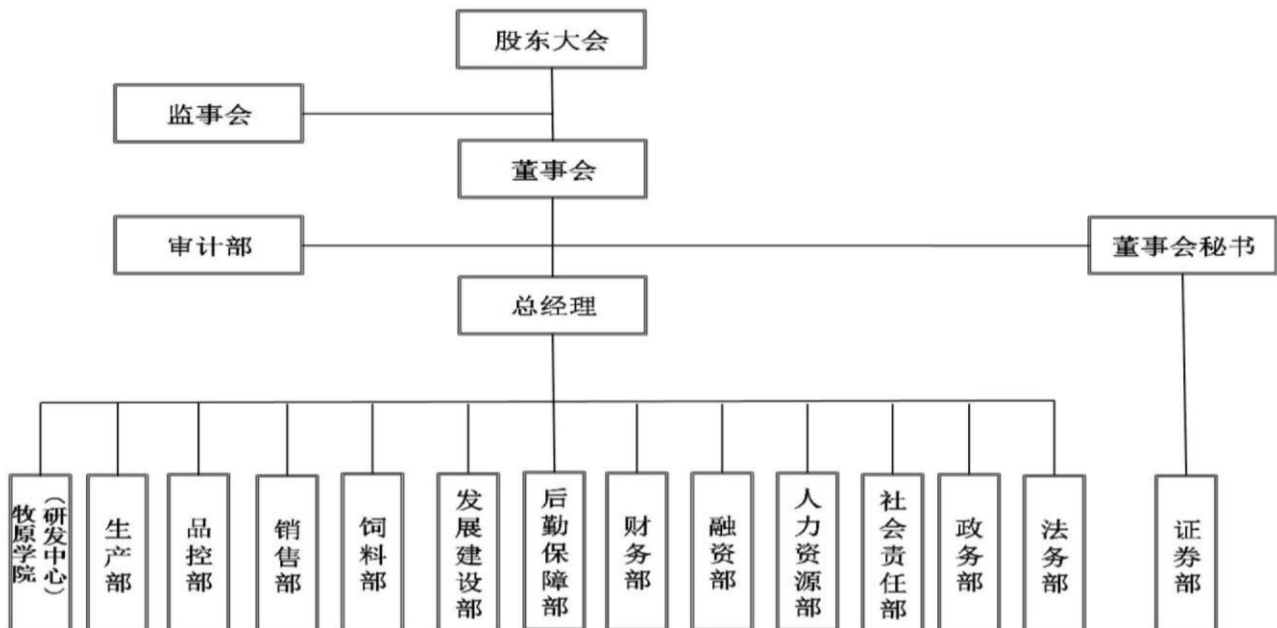 股东大会
监事会
董事会
审计部
董事会秘书
总经理
牧原学院
（研发中心）
生产部
品控部
销售部
饲料部
发展建设部
后勤保障部
财务部
融资部
人力资源部
社会责任部
政务部
法务部
证券部